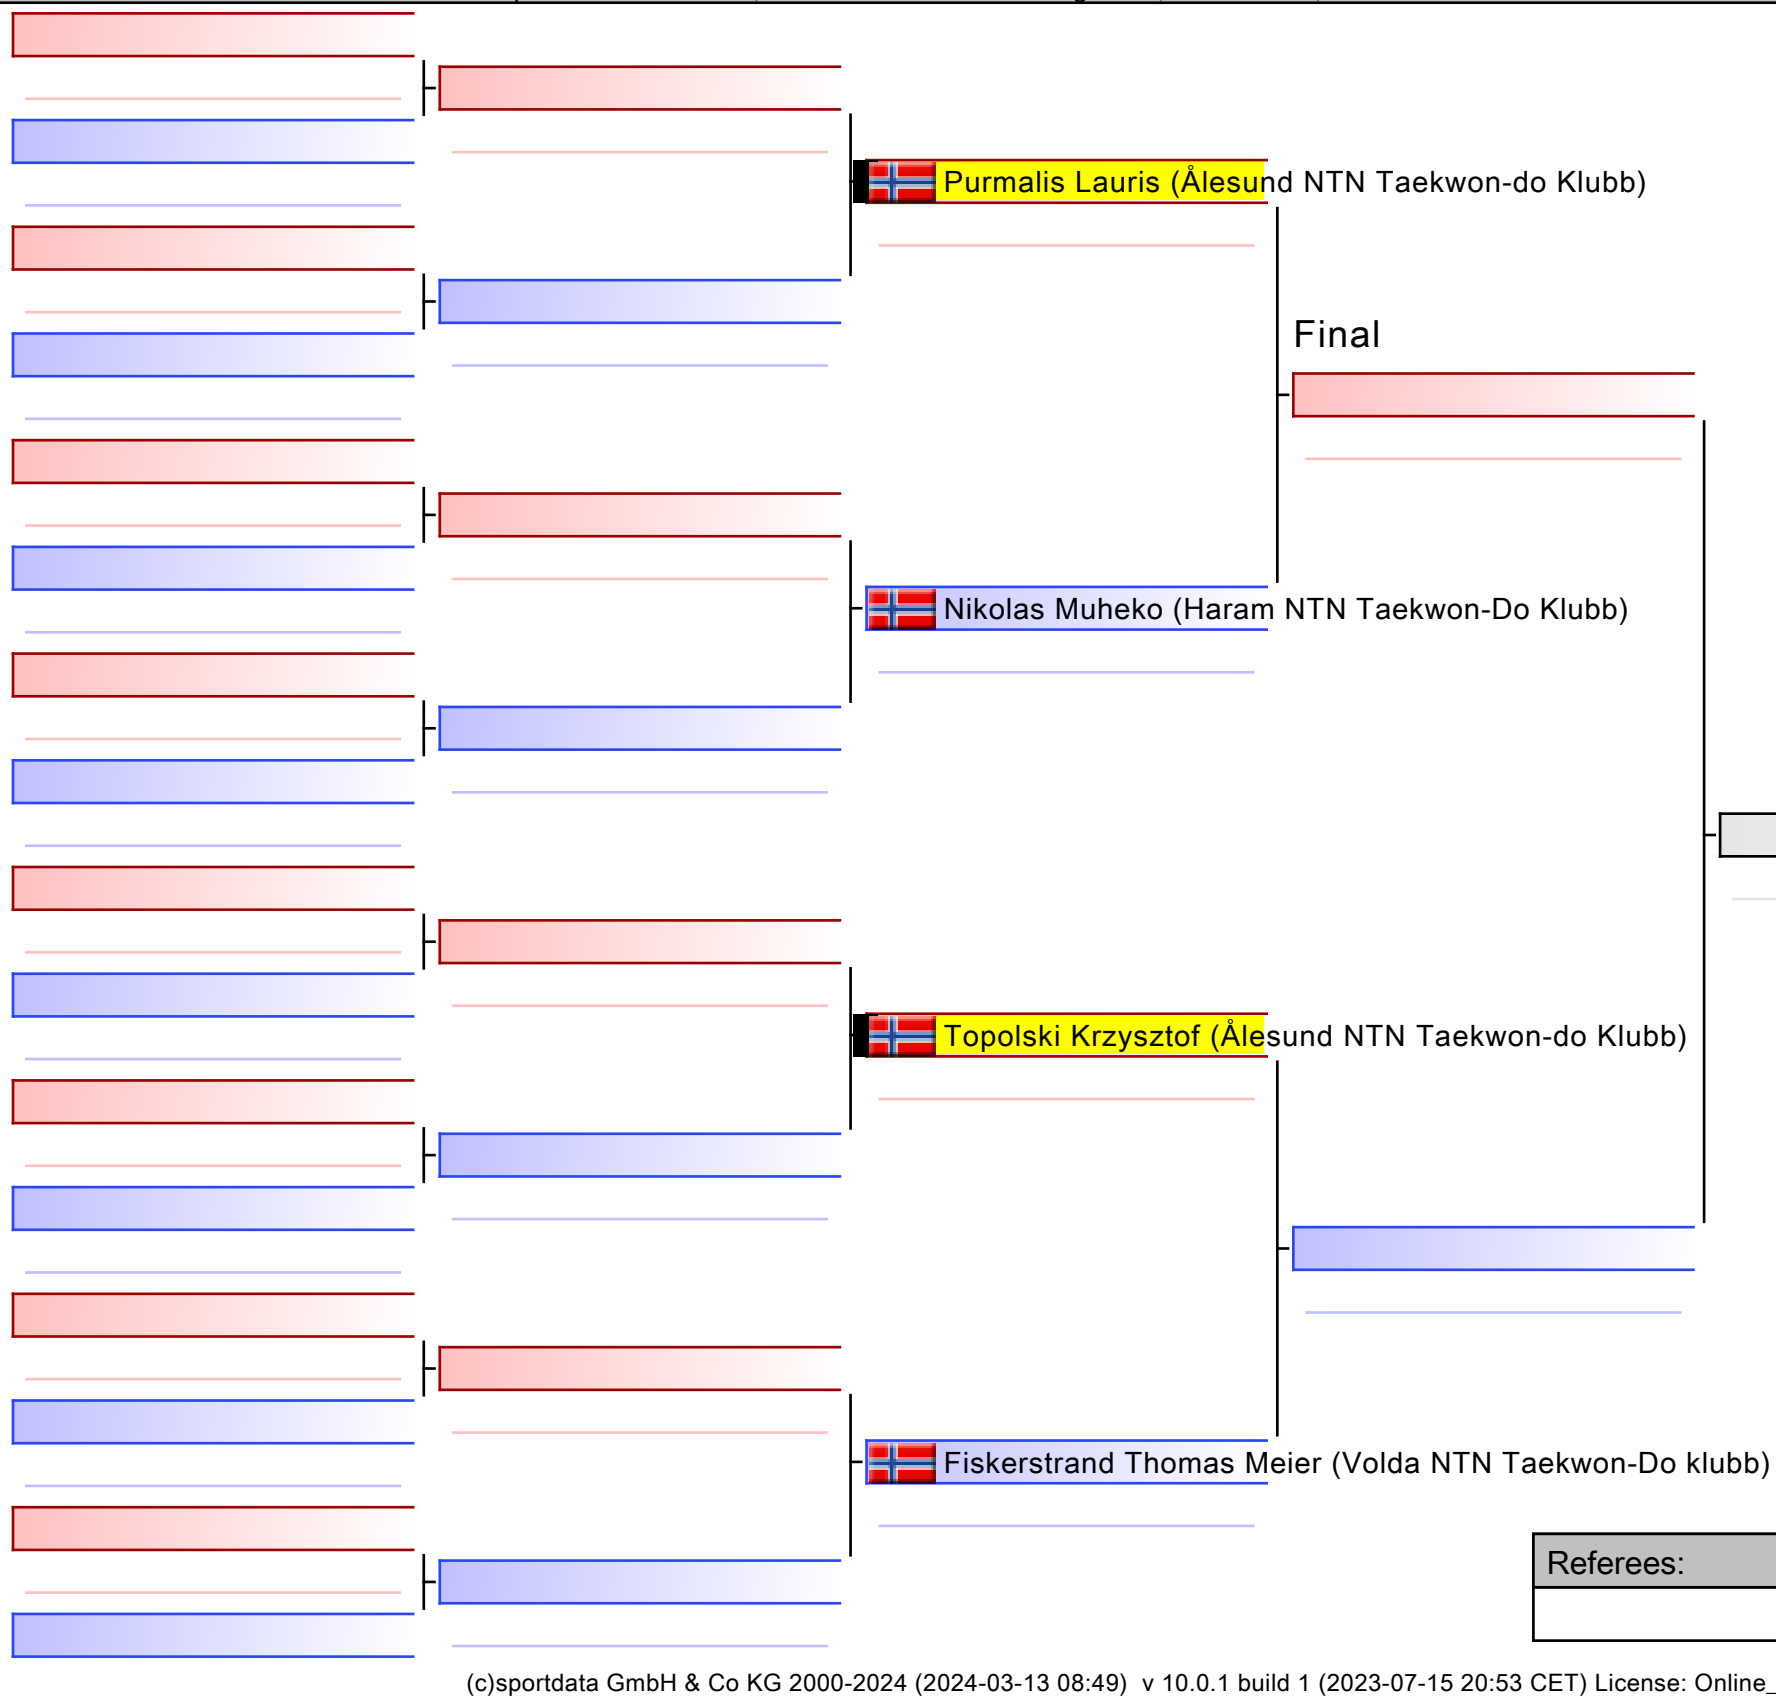 Purmalis Lauris (Ålesund NTN Taekwon-do Klubb)
Final
Nikolas Muheko (Haram NTN Taekwon-Do Klubb)
Topolski Krzysztof (Ålesund NTN Taekwon-do Klubb)
Fiskerstrand Thomas Meier (Volda NTN Taekwon-Do klubb)
Referees:
(c)sportdata GmbH & Co KG 2000-2024 (2024-03-13 08:49) v 10.0.1 build 1 (2023-07-15 20:53 CET) License: Online_